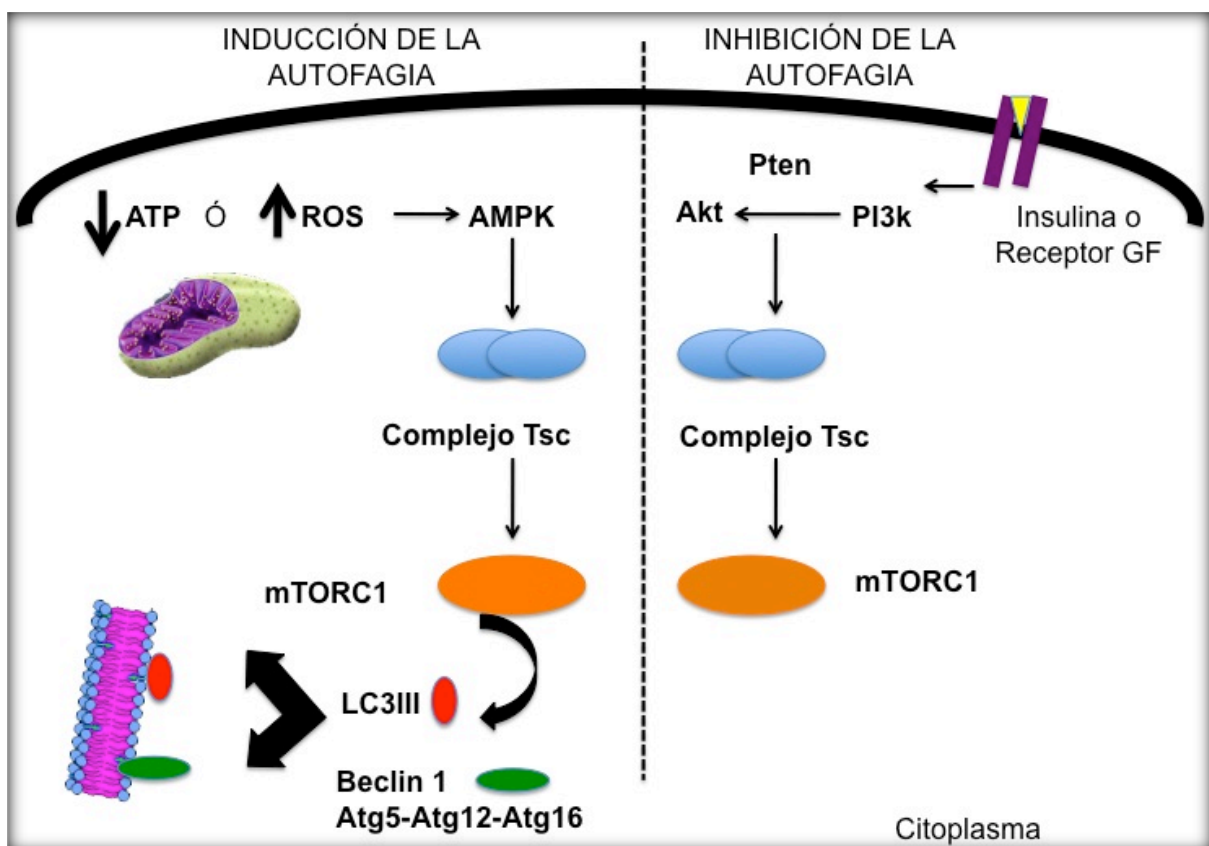 INDUCCIÓN DE LA
AUTOFAGIA
INHIBICIÓN DE LA
AUTOFAGIA
ATP Ó ROS AMPK
Pten
Akt PI3k
Insulina o
Receptor GF
Complejo Tsc
Complejo Tsc
mTORC1
mTORC1
LC3III
Beclin 1
Atg5-Atg12-Atg16
Citoplasma